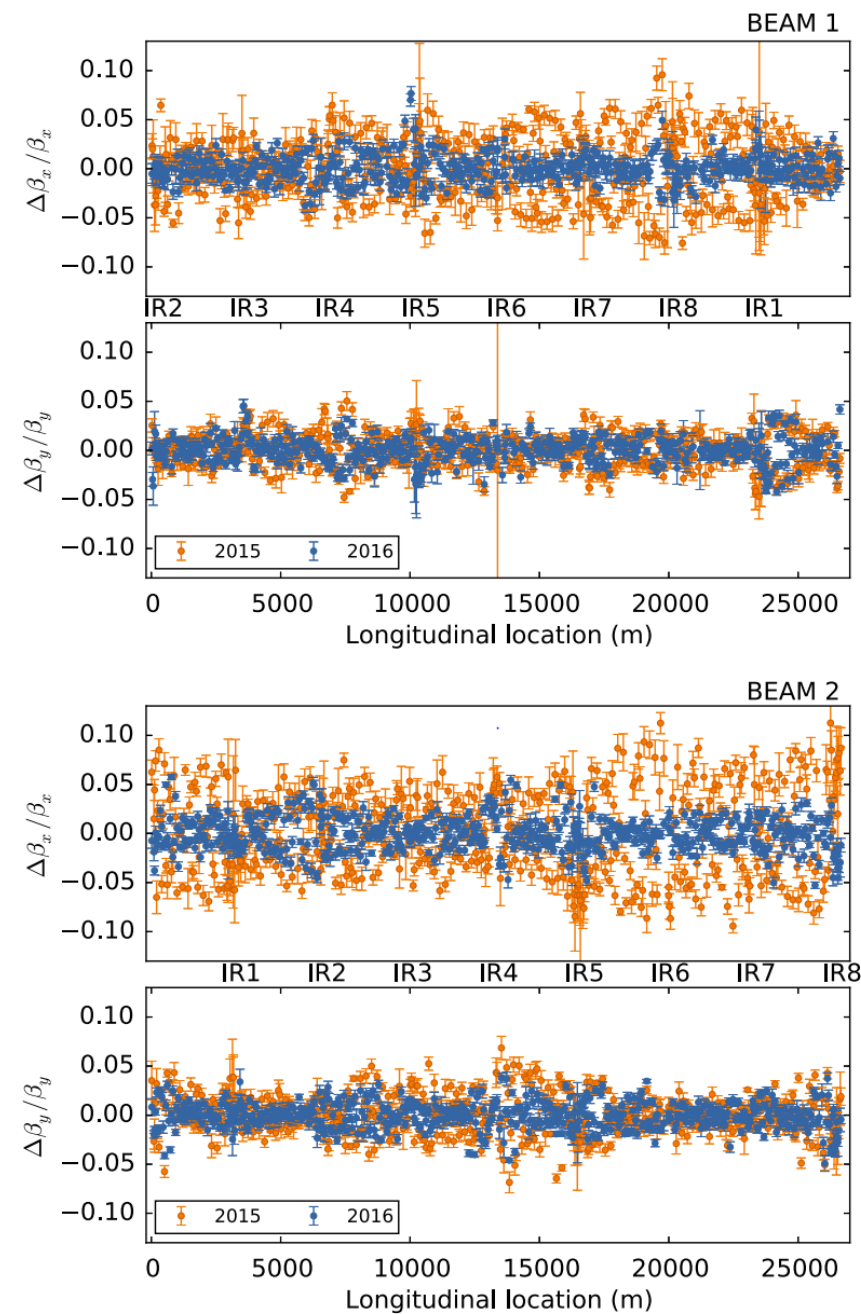 BEAM 1
0.10
0.05
0.00
−0.05
−0.10
Δβx/βx
IR2 IR3 IR4 IR5 IR6 IR7 IR8 IR1
0.10
0.05
0.00
−0.05
−0.10
Δβy/βy
2015 2016
0 5000 10000 15000 20000 25000
Longitudinal location (m)
BEAM 2
0.10
0.05
0.00
−0.05
−0.10
Δβx/βx
IR1 IR2 IR3 IR4 IR5 IR6 IR7 IR8
0.10
0.05
0.00
−0.05
−0.10
Δβy/βy
2015 2016
0 5000 10000 15000 20000 25000
Longitudinal location (m)